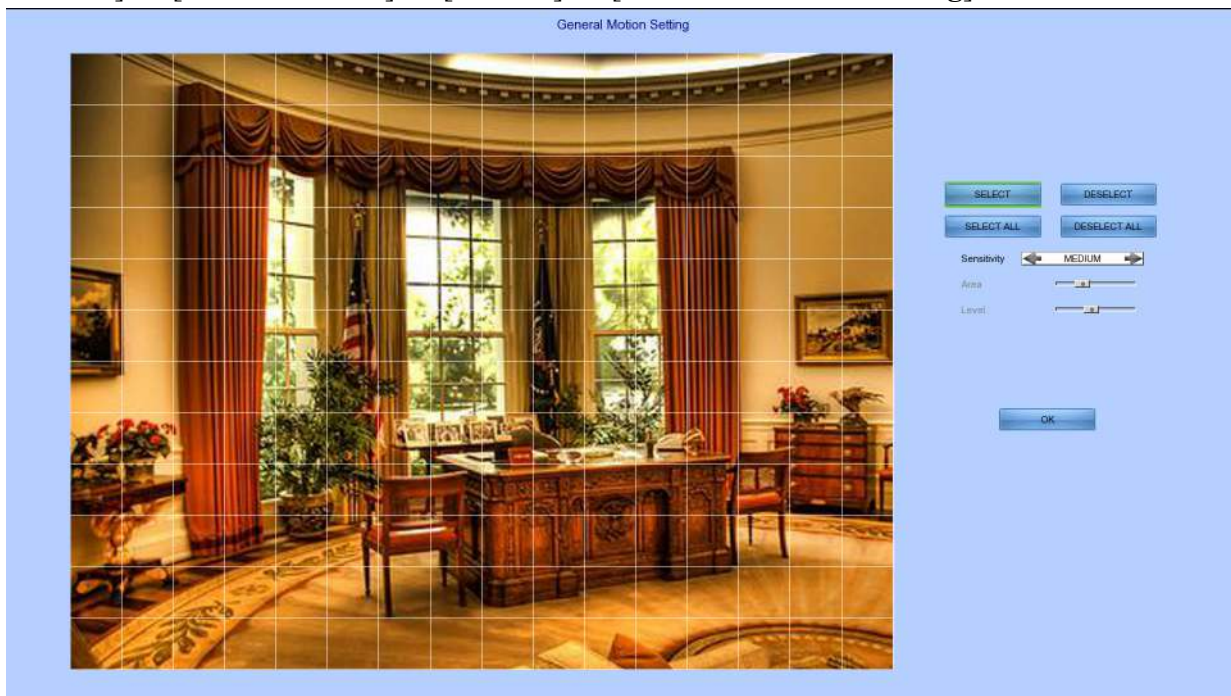 General Motion Setting
SELECT DESELECT
SELECT ALL DESELECT ALL
Sensitivity MEDIUM
Area
Level
OK